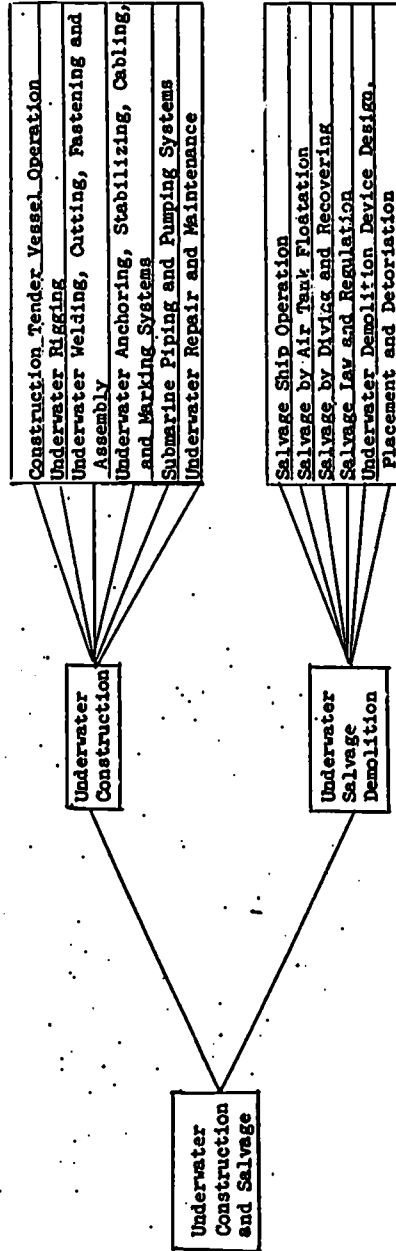 Underwater
Construction
and Salvage
Underwater
Construction
Construction Tender Vessel Operation
Underwater Rigging
Underwater Welding, Cutting, Fastening and
Assembly
Underwater Anchoring, Stabilizing, Cabling,
and Marking Systems
Submarine Piping and Pumping Systems
Underwater Repair and Maintenance
Underwater
Salvage
Demolition
Salvage Ship Operation
Salvage by Air Tank Floatation
Salvage by Divicg and Recovering
Salvage Law and Regulation
Underwater Demolition Device Design,
Placement and Detoriation